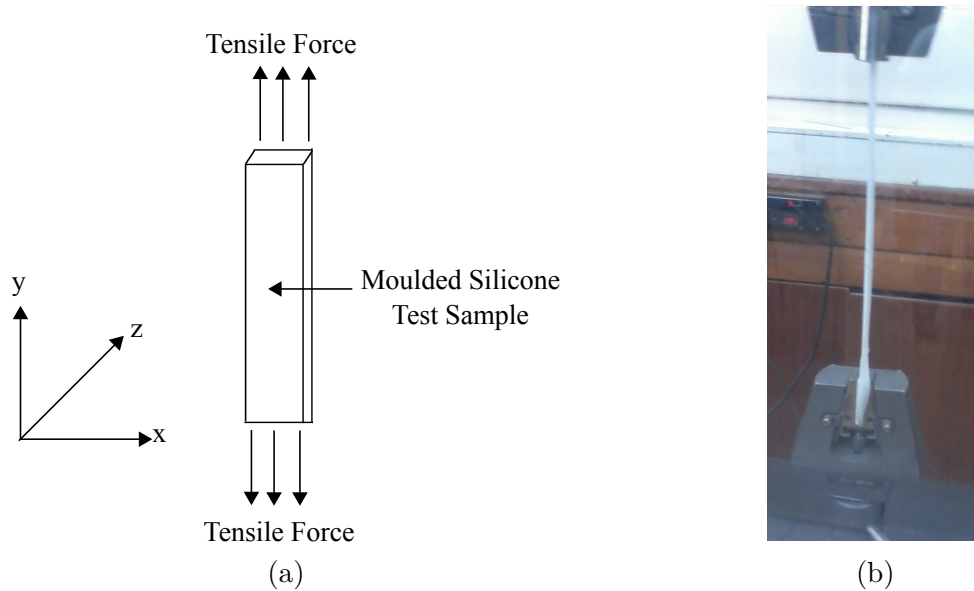 Tensile Force
Moulded Silicone
Test Sample
y
z
x
Tensile Force
(a)
(b)